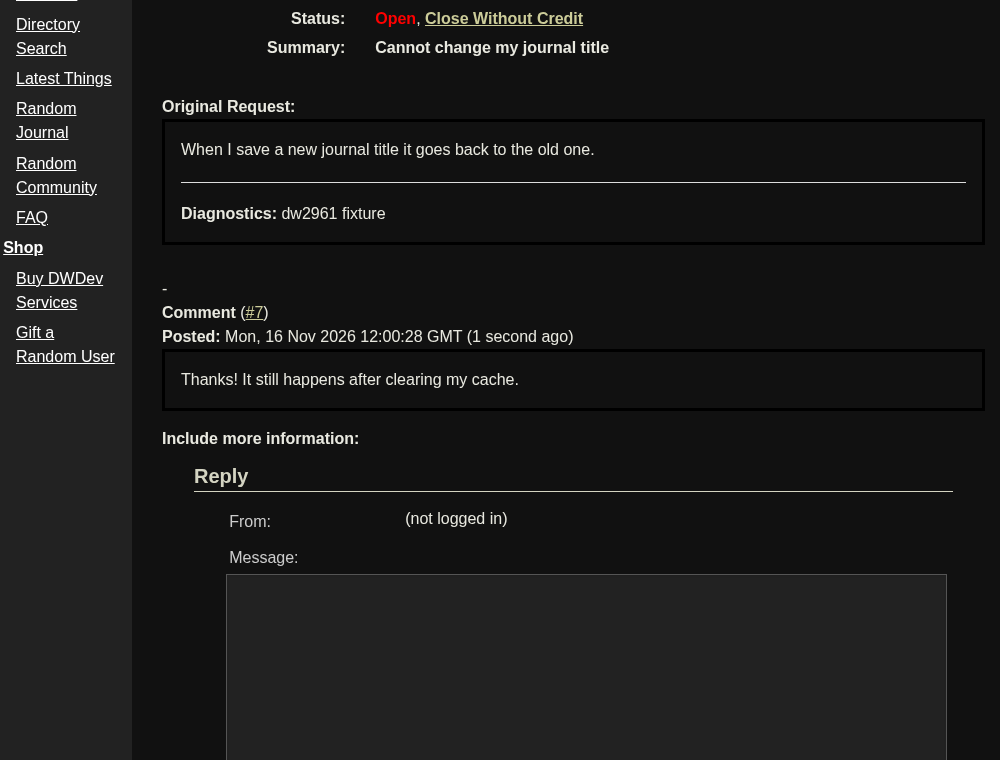 Directory
Search
Latest Things
Random
Journal
Random
Community
FAQ
Shop
Buy DWDev
Services
Gift a
Random User
Status: Open, Close Without Credit
Summary: Cannot change my journal title
Original Request:
When I save a new journal title it goes back to the old one.
Diagnostics: dw2961 fixture
-
Comment (#7)
Posted: Mon, 16 Nov 2026 12:00:28 GMT (1 second ago)
Thanks! It still happens after clearing my cache.
Include more information:
Reply
From: (not logged in)
Message: